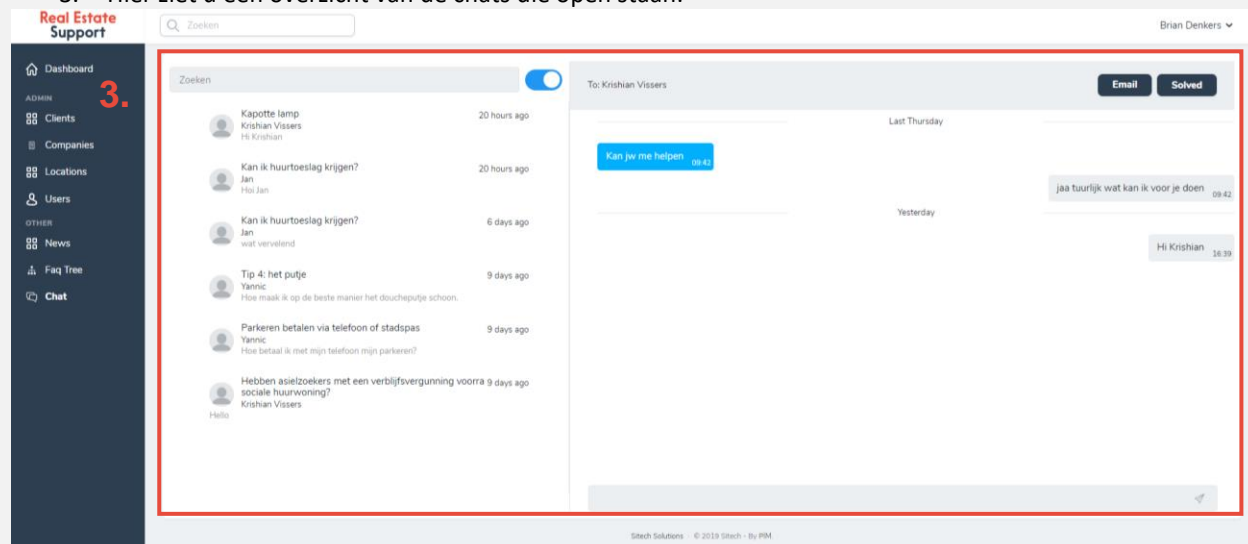 3. Hier ziet u een overzicht van de chats die open staan.
Real Estate
Support
Zoeken
Brian Denkers
Dashboard
ADMIN
3.
Clients
Companies
Locations
Users
OTHER
News
Faq Tree
Chat
Zoeken
Kapotte lamp 20 hours ago
Krishian Vissers
Hi Krishian
Kan ik huurtoeslag krijgen? 20 hours ago
Jan
Hoi Jan
Kan ik huurtoeslag krijgen? 6 days ago
Jan
wat vervelend
Tip 4: het putje 9 days ago
Yannic
Hoe maak ik op de beste manier het doucheputje schoon.
Parkeren betalen via telefoon of stadspas 9 days ago
Yannic
Hoe betaal ik met mijn telefoon mijn parkeren?
Hebben asielzoekers met een verblijfsvergunning voorra 9 days ago
sociale huurwoning?
Krishian Vissers
Hello
To: Krishian Vissers
Email Solved
Last Thursday
Kan jw me helpen 09:42
jaa tuurlijk wat kan ik voor je doen 09:42
Yesterday
Hi Krishian 16:39
Sitech Solutions © 2019 Sitech - By PIM.